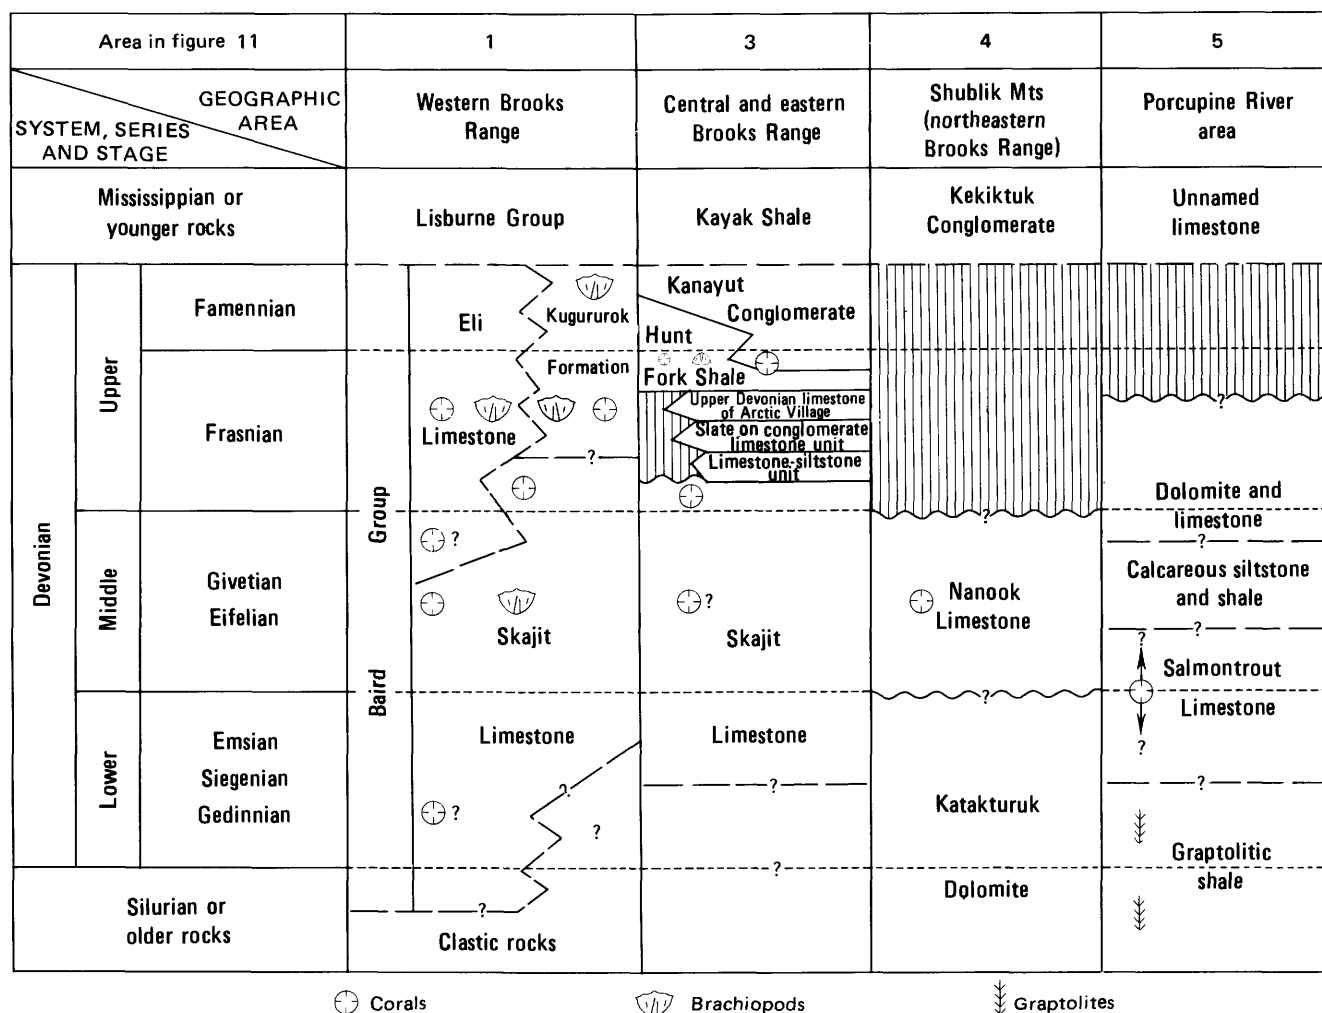 Area in figure 11
1
3
4
5
GEOGRAPHIC
AREA
SYSTEM, SERIES
AND STAGE
Western Brooks
Range
Central and eastern
Brooks Range
Shublik Mts
(northeastern
Brooks Range)
Porcupine River
area
Mississippian or
younger rocks
Lisburne Group
Kayak Shale
Kekiktuk
Conglomerate
Unnamed
limestone
Devonian
Upper
Famennian
Frasnian
Middle
Givetian
Eifelian
Lower
Emsian
Siegenian
Gedinnian
Silurian or
older rocks
Baird Group
Eli
Limestone
Kugururok
Formation
?
?
Skajit
Limestone
?
?
?
?
Clastic rocks
Kanayut
Conglomerate
Hunt
Fork Shale
Upper Devonian limestone
of Arctic Village
Slate on conglomerate
limestone unit
Limestone-siltstone
unit
?
Skajit
Limestone
?
?
?
Nanook
Limestone
?
Katakturuk
Dolomite
?
Dolomite and
limestone
?
Calcareous siltstone
and shale
?
?
Salmontrout
Limestone
?
?
Graptolitic
shale
Corals
Brachiopods
Graptolites